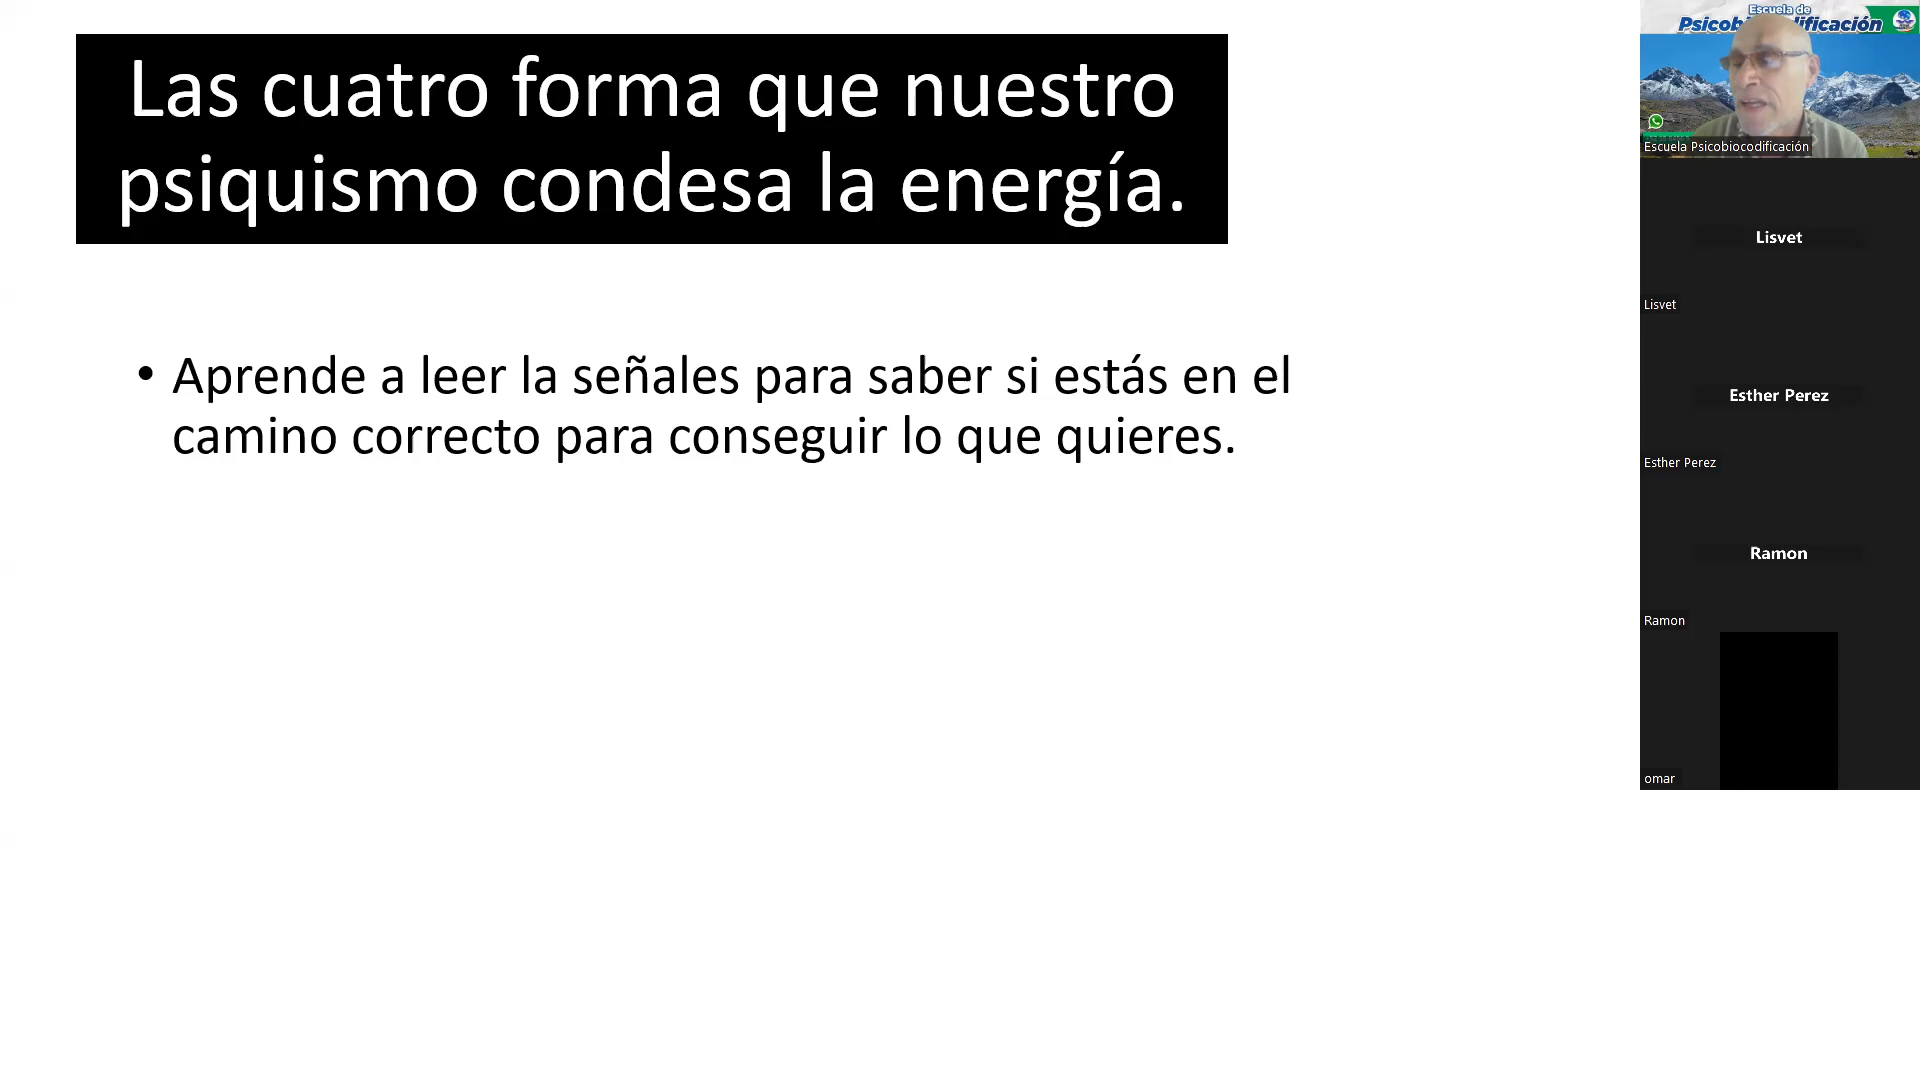 Las cuatro forma que nuestro
psiquismo condesa la energía.
• Aprende a leer la señales para saber si estás en el
camino correcto para conseguir lo que quieres.
Escuela de
Escuela Psicobiocodificación
Lisvet
Lisvet
Esther Perez
Esther Perez
Ramon
Ramon
omar